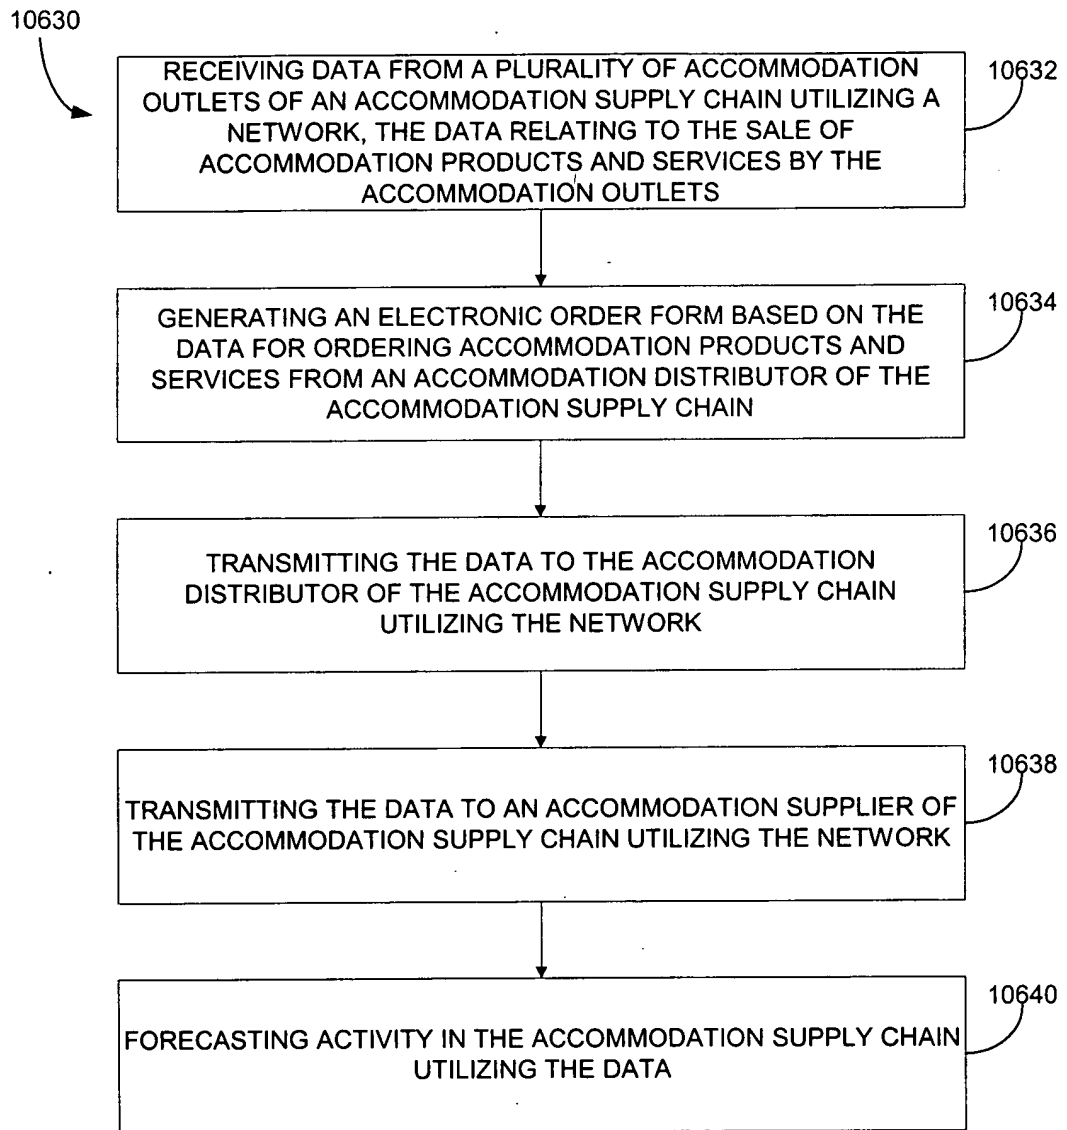 10630
RECEIVING DATA FROM A PLURALITY OF ACCOMMODATION
OUTLETS OF AN ACCOMMODATION SUPPLY CHAIN UTILIZING A
NETWORK, THE DATA RELATING TO THE SALE OF
ACCOMMODATION PRODUCTS AND SERVICES BY THE
ACCOMMODATION OUTLETS
10632
GENERATING AN ELECTRONIC ORDER FORM BASED ON THE
DATA FOR ORDERING ACCOMMODATION PRODUCTS AND
SERVICES FROM AN ACCOMMODATION DISTRIBUTOR OF THE
ACCOMMODATION SUPPLY CHAIN
10634
TRANSMITTING THE DATA TO THE ACCOMMODATION
DISTRIBUTOR OF THE ACCOMMODATION SUPPLY CHAIN
UTILIZING THE NETWORK
10636
TRANSMITTING THE DATA TO AN ACCOMMODATION SUPPLIER OF
THE ACCOMMODATION SUPPLY CHAIN UTILIZING THE NETWORK
10638
FORECASTING ACTIVITY IN THE ACCOMMODATION SUPPLY CHAIN
UTILIZING THE DATA
10640